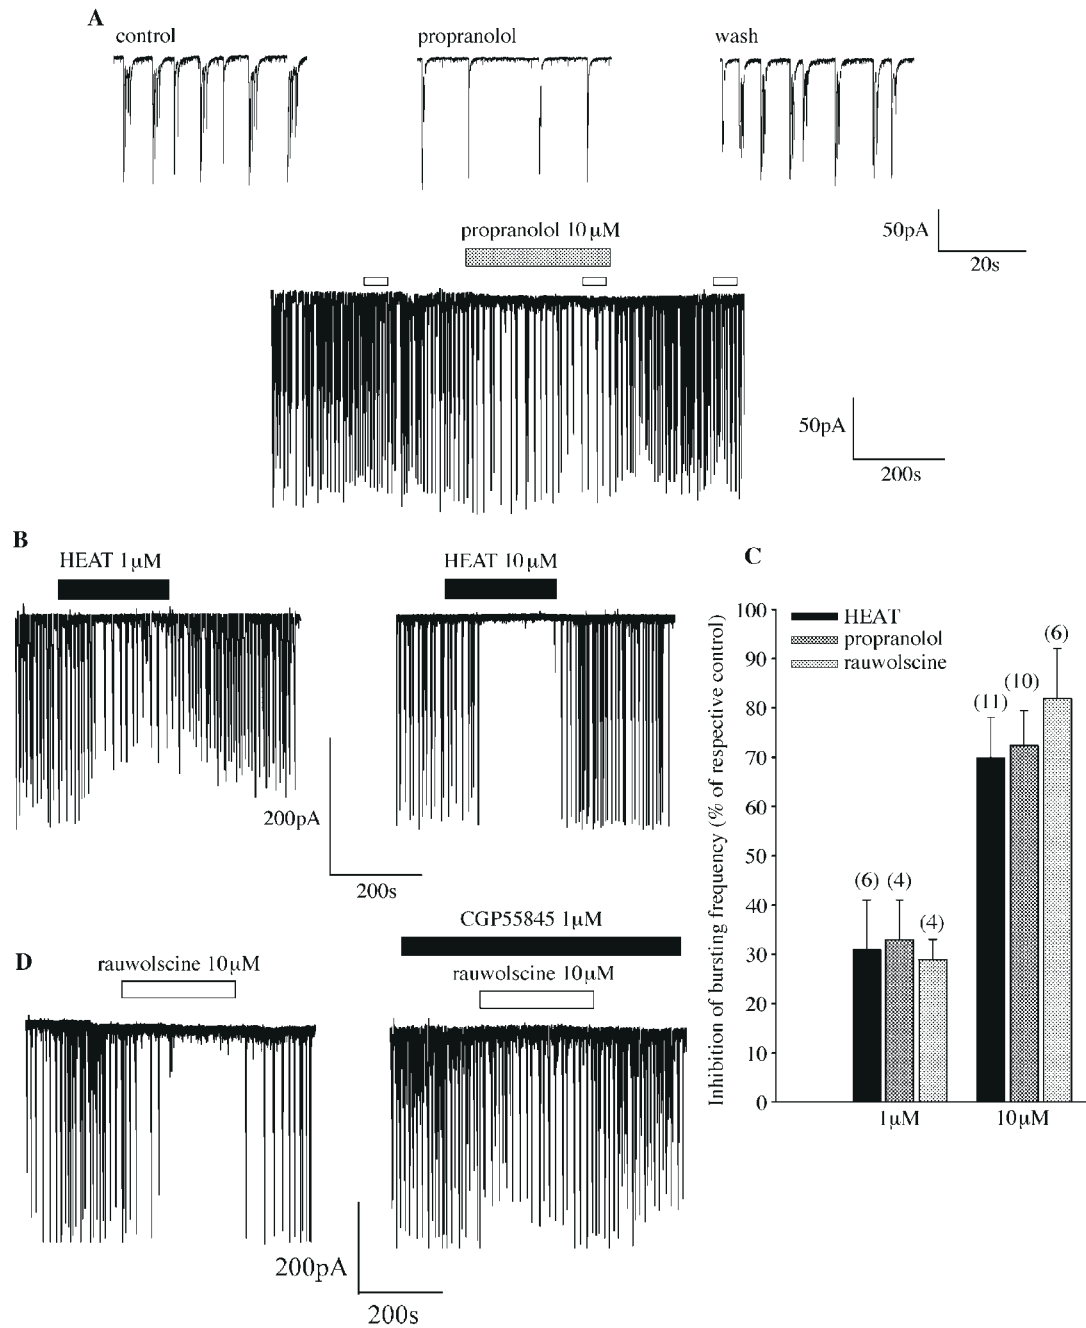 A
control
propranolol
wash
50pA
20s
propranolol 10 µM
50pA
200s
B
HEAT 1µM
HEAT 10 µM
200pA
200s
C
Inhibition of bursting frequency (% of respective control)
100
90
80
70
60
50
40
30
20
10
0
HEAT
propranolol
rauwolscine
(6)
(4)
(4)
(11)
(10)
(6)
1µM
10µM
D
rauwolscine 10µM
CGP55845 1µM
rauwolscine 10µM
200pA
200s